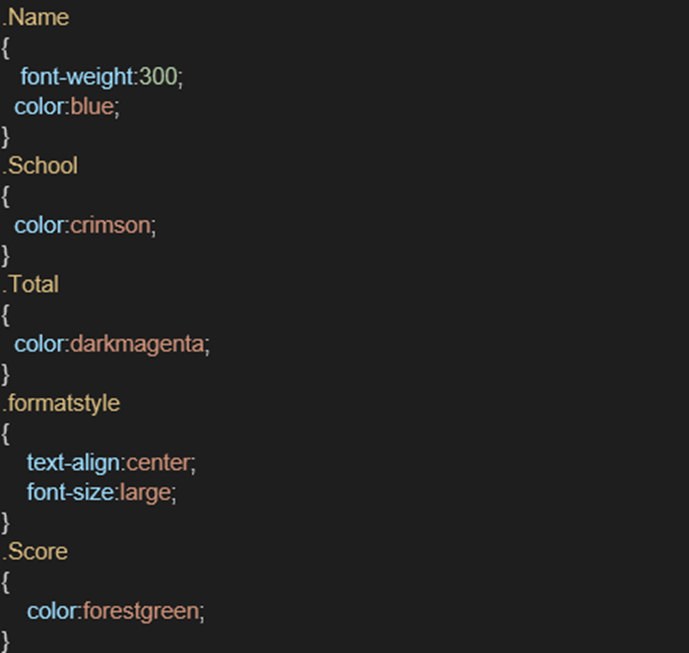 .Name
{
font-weight:300;
color:blue;
}
.School
{
color:crimson;
}
.Total
{
color:darkmagenta;
}
.formatstyle
{
text-align:center;
font-size:large;
}
.Score
{
color:forestgreen;
}